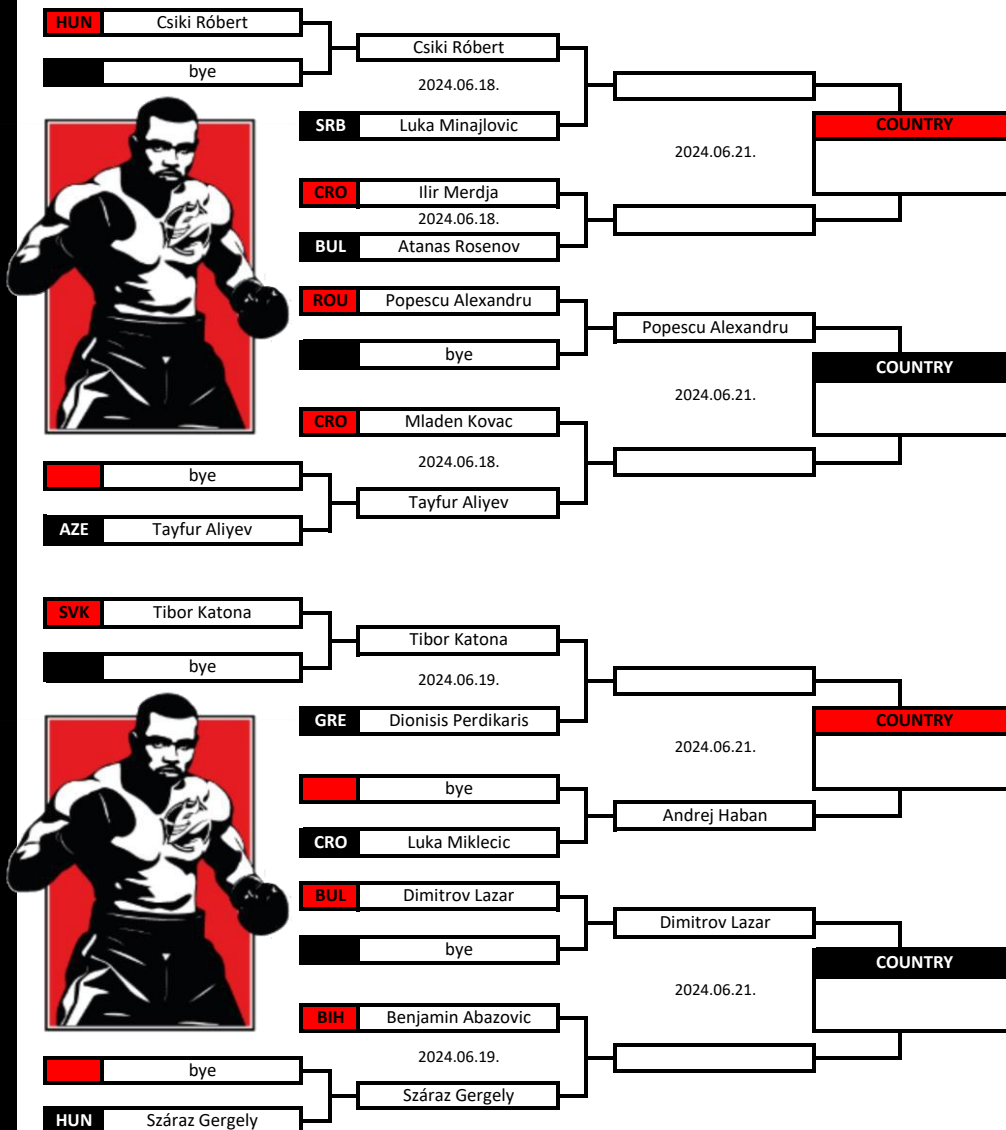 HUN Csiki Róbert
Csiki Róbert
bye
2024.06.18.
SRB Luka Minajlovic
COUNTRY
2024.06.21.
CRO Ilir Merdja
2024.06.18.
BUL Atanas Rosenov
ROU Popescu Alexandru
Popescu Alexandru
bye
COUNTRY
2024.06.21.
CRO Mladen Kovac
2024.06.18.
bye
Tayfur Aliyev
AZE Tayfur Aliyev
SVK Tibor Katona
Tibor Katona
bye
2024.06.19.
GRE Dionisis Perdikaris
COUNTRY
2024.06.21.
bye
Andrej Haban
CRO Luka Miklecic
BUL Dimitrov Lazar
Dimitrov Lazar
bye
COUNTRY
2024.06.21.
BIH Benjamin Abazovic
2024.06.19.
bye
Száraz Gergely
HUN Száraz Gergely